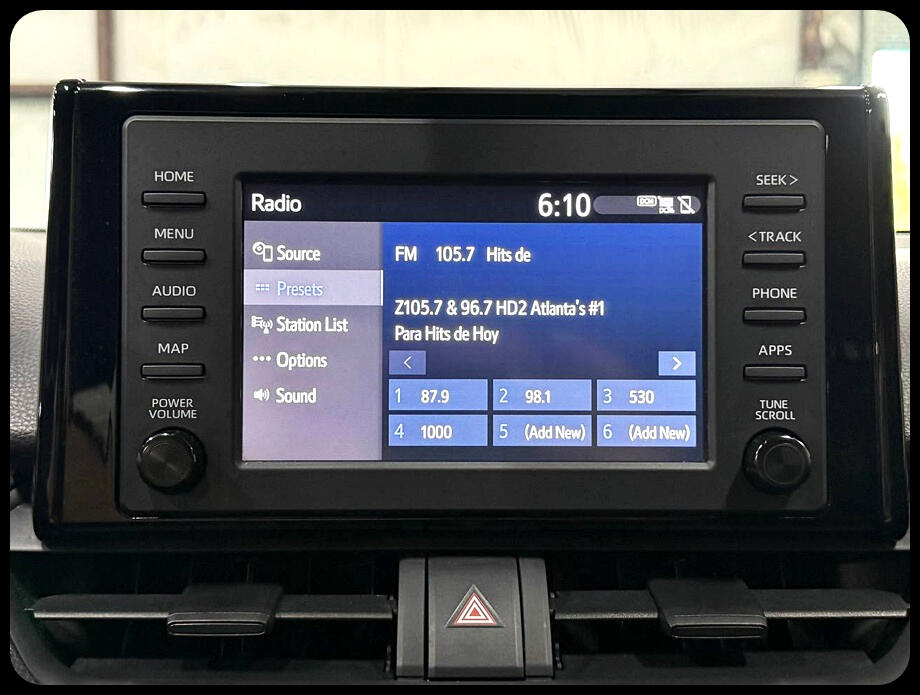 HOME
MENU
AUDIO
MAP
POWER
VOLUME
Radio 6:10
Source
Presets
Station List
Options
Sound
FM 105.7 Hits de
Z105.7 & 96.7 HD2 Atlanta's #1
Para Hits de Hoy
< >
1 87.9 2 98.1 3 530
4 1000 5 (Add New) 6 (Add New)
SEEK >
< TRACK
PHONE
APPS
TUNE
SCROLL